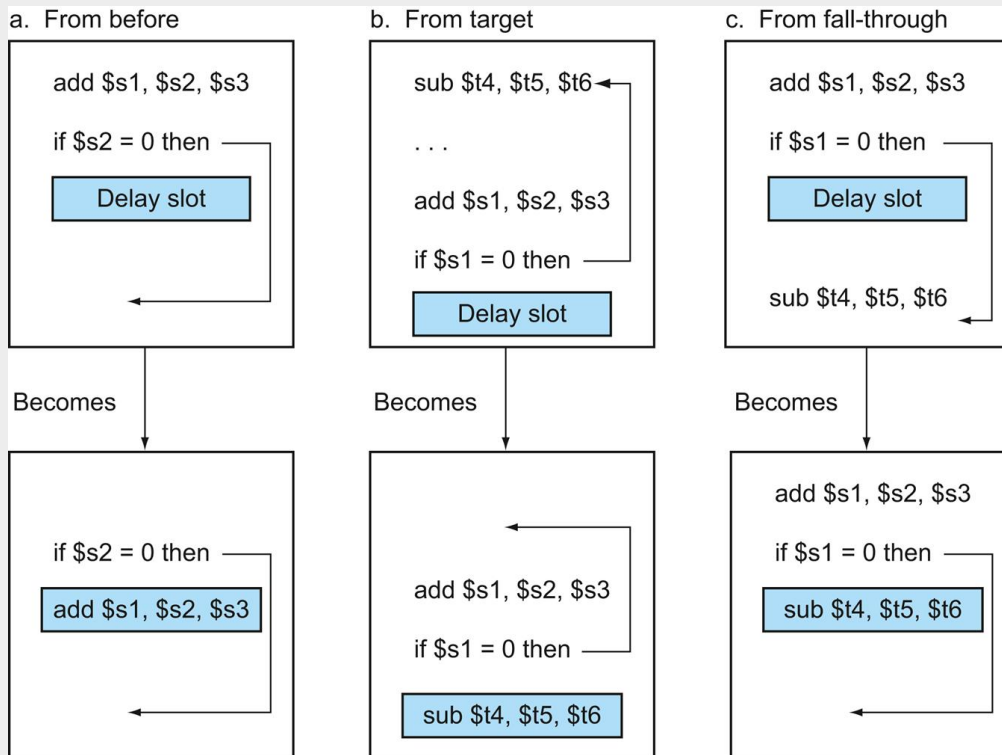 a. From before
add $s1, $s2, $s3
if $s2 = 0 then
Delay slot
Becomes
if $s2 = 0 then
add $s1, $s2, $s3
b. From target
sub $t4, $t5, $t6
. . .
add $s1, $s2, $s3
if $s1 = 0 then
Delay slot
Becomes
add $s1, $s2, $s3
if $s1 = 0 then
sub $t4, $t5, $t6
c. From fall-through
add $s1, $s2, $s3
if $s1 = 0 then
Delay slot
sub $t4, $t5, $t6
Becomes
add $s1, $s2, $s3
if $s1 = 0 then
sub $t4, $t5, $t6